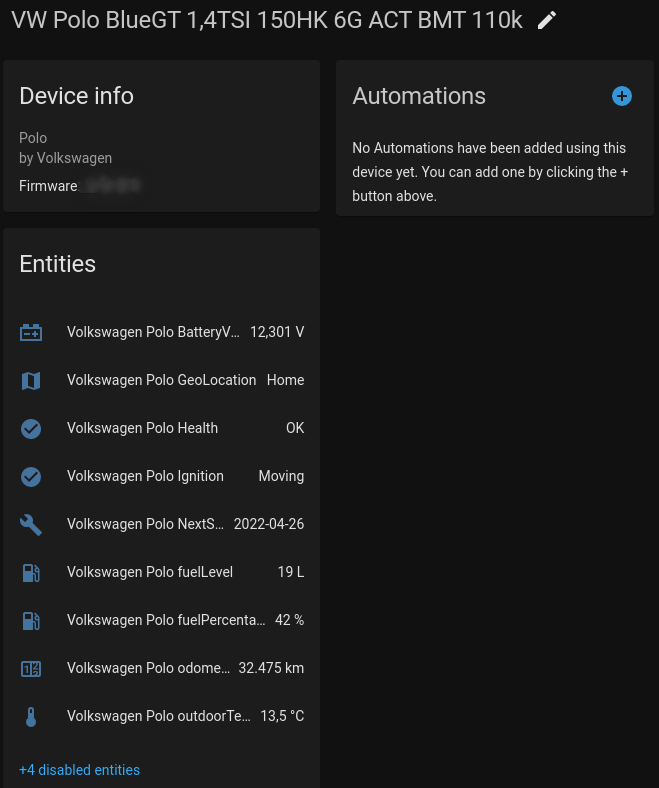 VW Polo BlueGT 1,4TSI 150HK 6G ACT BMT 110k
Device info
Polo
by Volkswagen
Firmware
Automations
No Automations have been added using this
device yet. You can add one by clicking the +
button above.
Entities
Volkswagen Polo BatteryV... 12,301 V
Volkswagen Polo GeoLocation Home
Volkswagen Polo Health OK
Volkswagen Polo Ignition Moving
Volkswagen Polo NextS... 2022-04-26
Volkswagen Polo fuelLevel 19 L
Volkswagen Polo fuelPercenta... 42 %
Volkswagen Polo odome... 32.475 km
Volkswagen Polo outdoorTe... 13,5 °C
+4 disabled entities